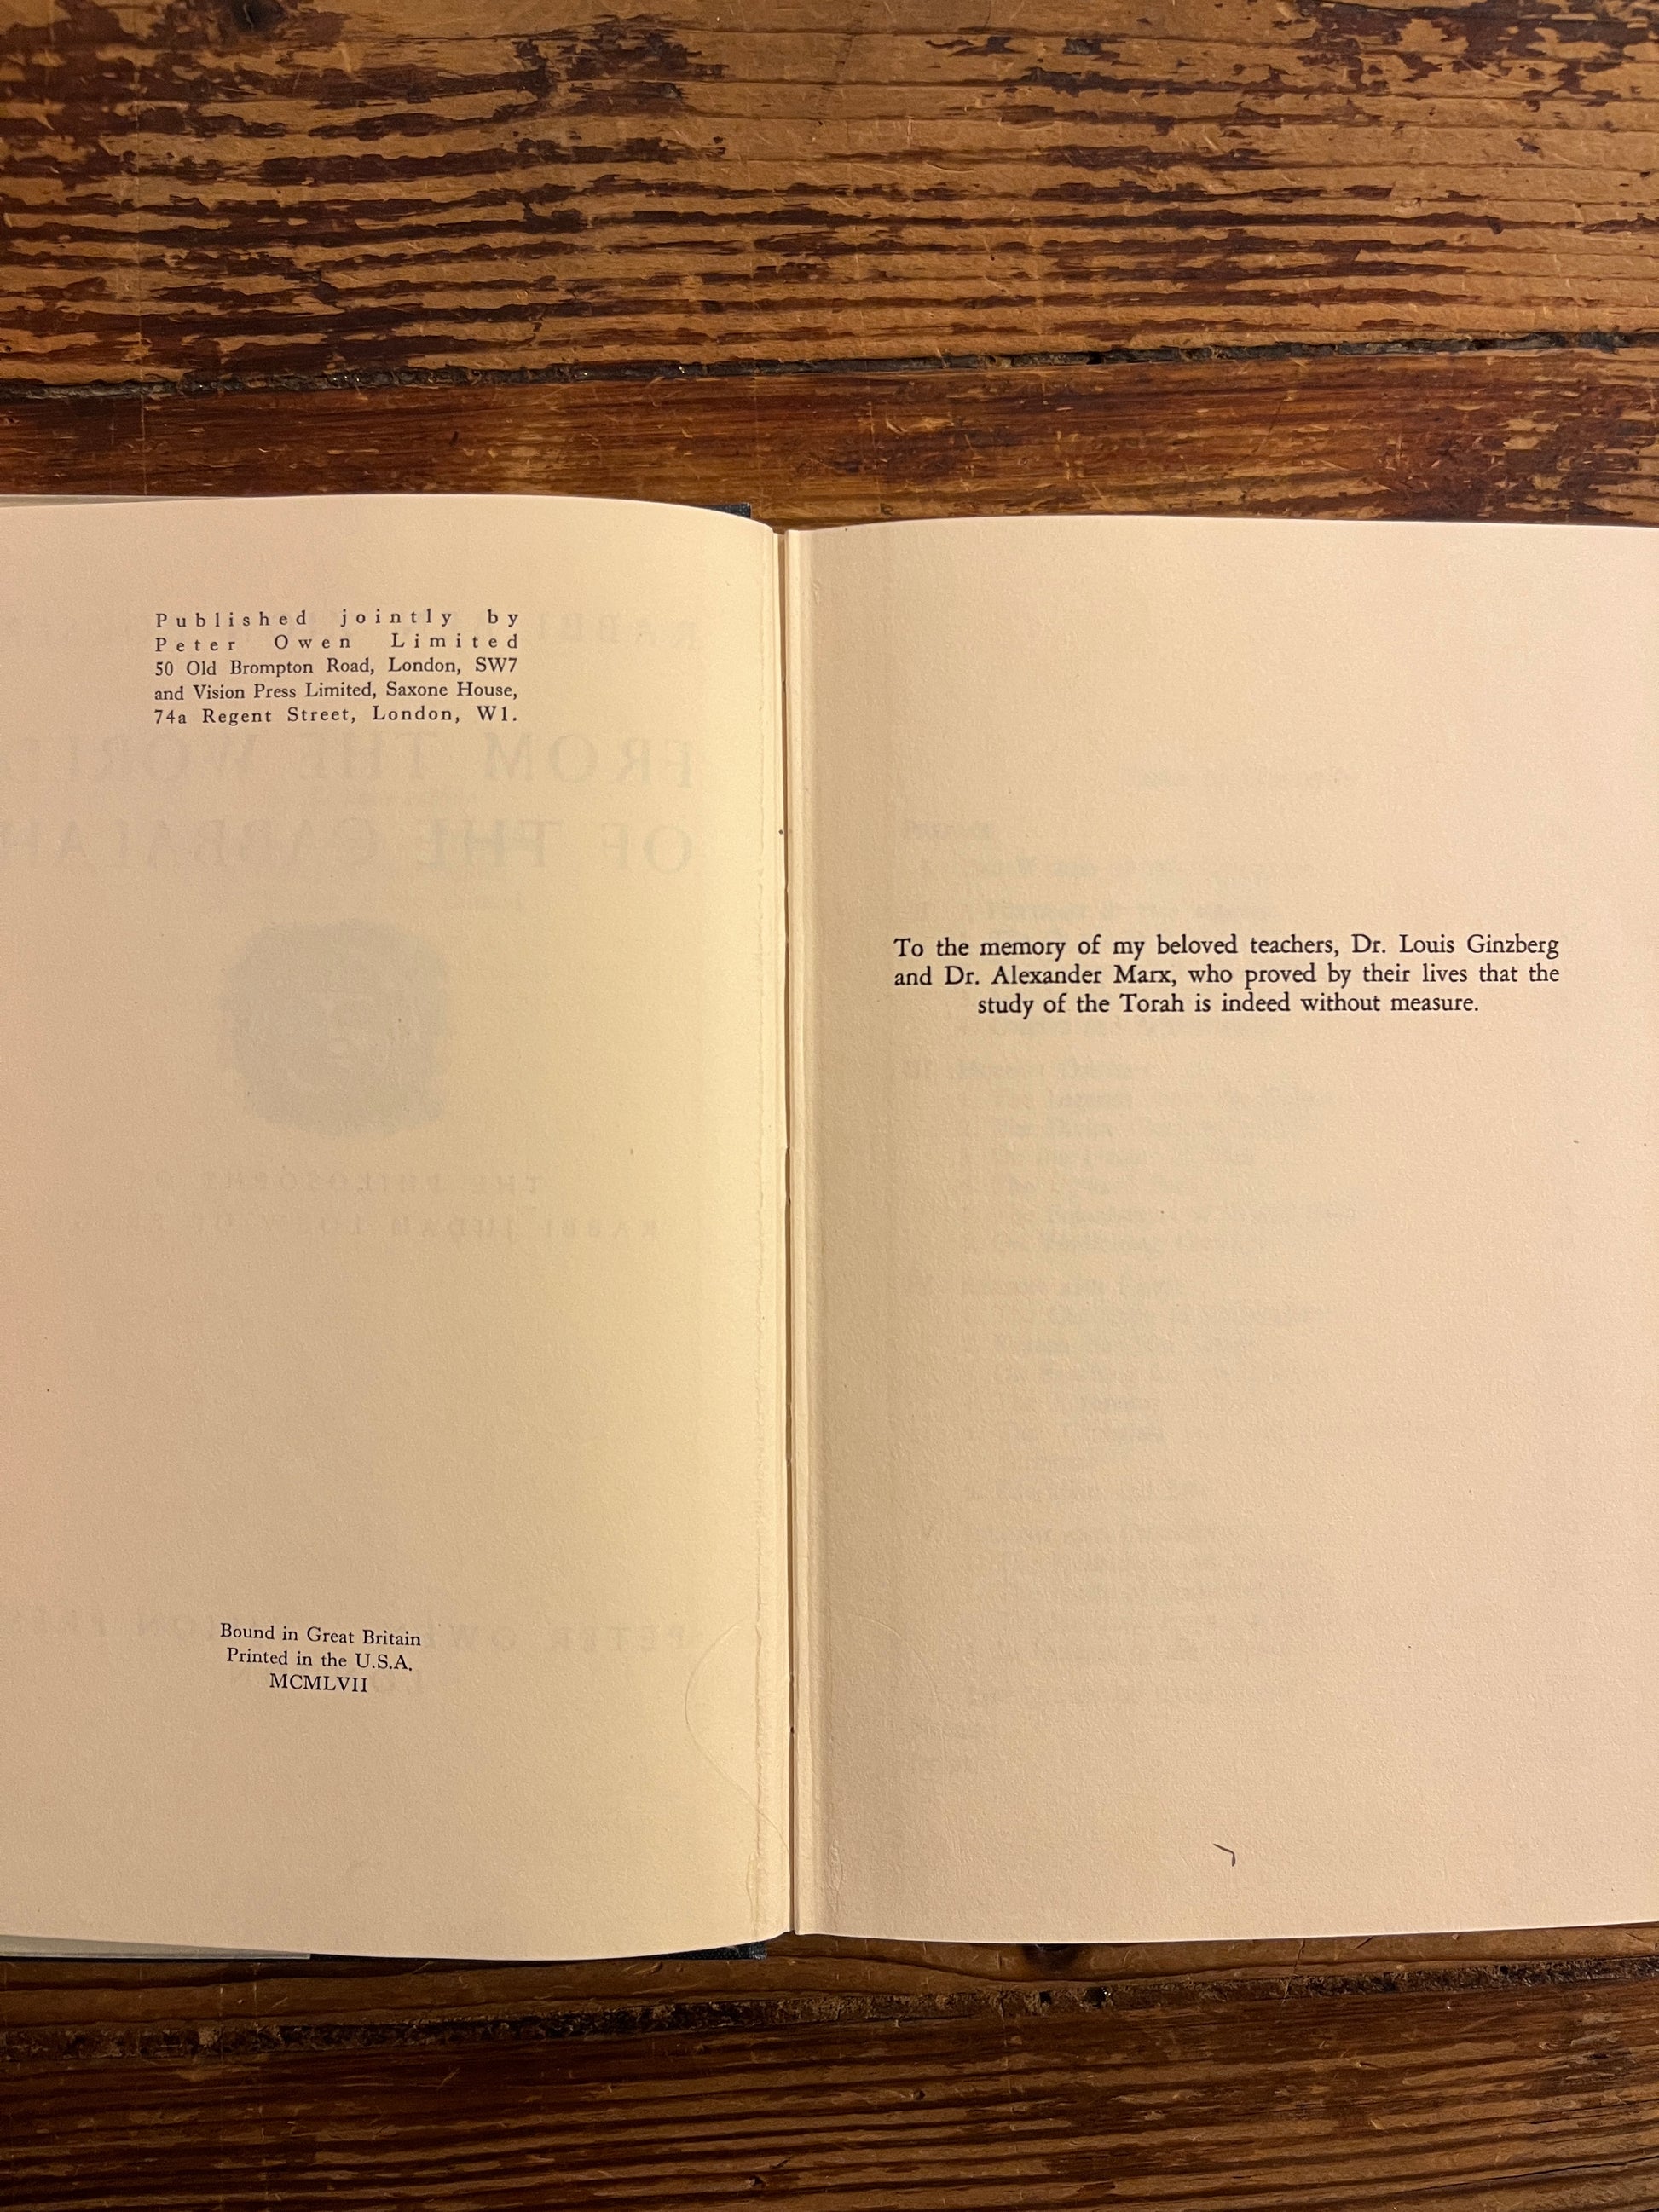 Published jointly by
Peter Owen Limited
50 Old Brompton Road, London, SW7
and Vision Press Limited, Saxone House,
74a Regent Street, London, W1.
Bound in Great Britain
Printed in the U.S.A.
MCMLVII
To the memory of my beloved teachers, Dr. Louis Ginzberg
and Dr. Alexander Marx, who proved by their lives that the
study of the Torah is indeed without measure.